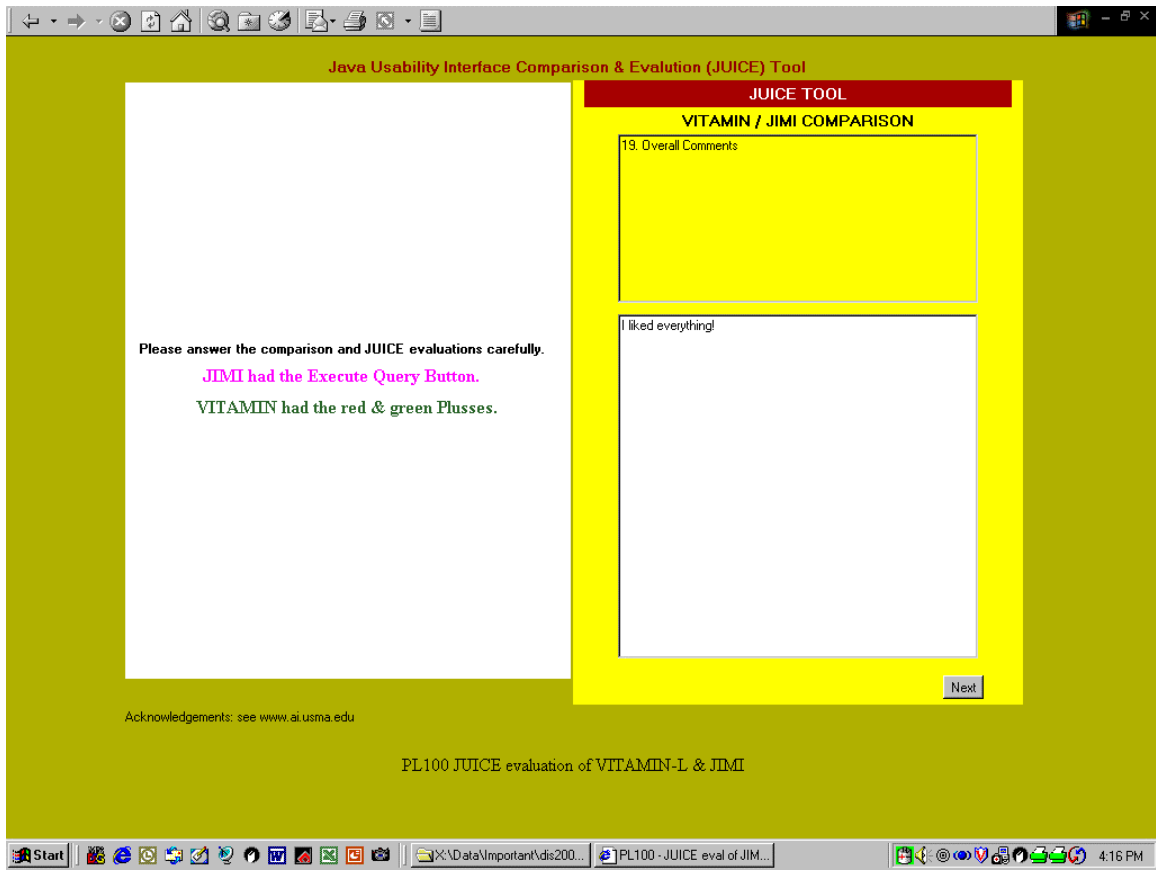 Java Usability Interface Comparison & Evalution (JUICE) Tool
JUICE TOOL
VITAMIN / JIMI COMPARISON
19. Overall Comments
I liked everything!
Please answer the comparison and JUICE evaluations carefully.
JIMI had the Execute Query Button.
VITAMIN had the red & green Plusses.
Next
Acknowledgements: see www.ai.usma.edu
PL100 JUICE evaluation of VITAMIN-L & JIMI
Start
X:\Data\Important\dis200...
PL100 - JUICE eval of JIM...
4:16 PM